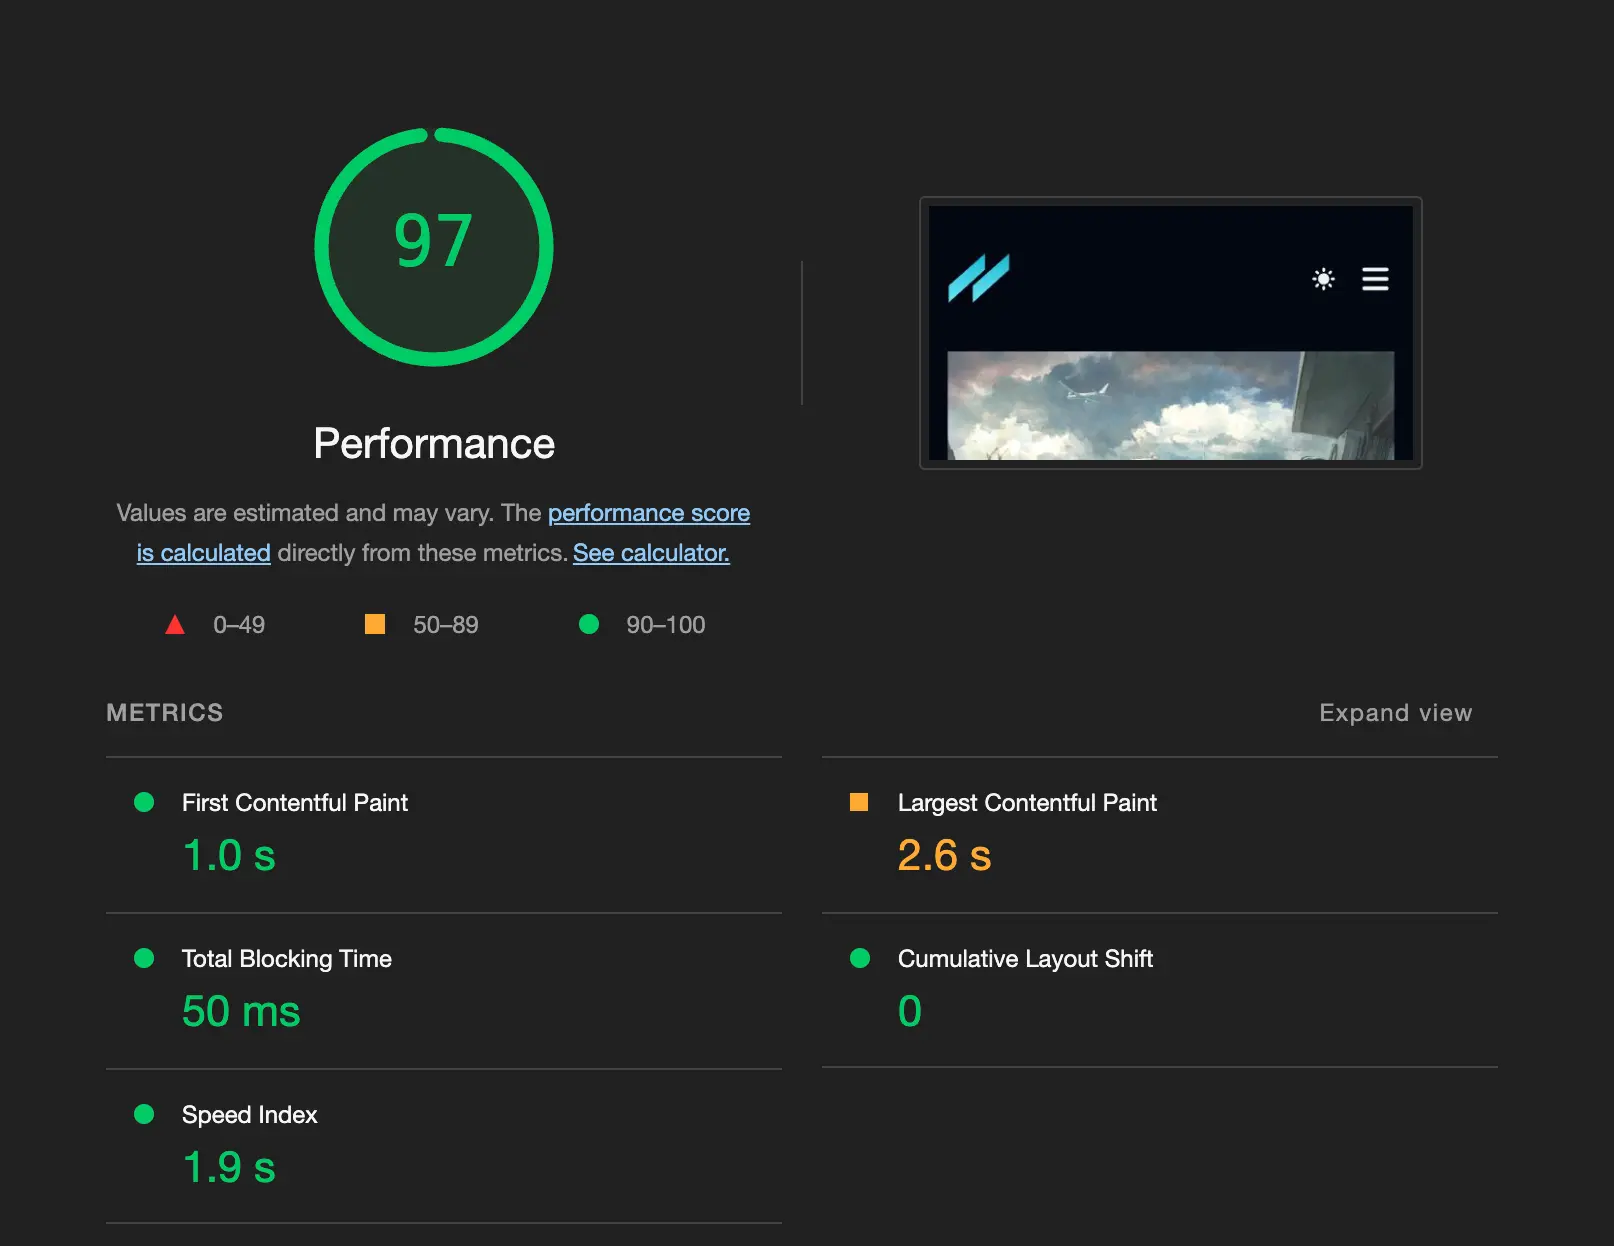 97
Performance
Values are estimated and may vary. The performance score
is calculated directly from these metrics. See calculator.
0–49
50–89
90–100
METRICS
Expand view
First Contentful Paint
1.0 s
Largest Contentful Paint
2.6 s
Total Blocking Time
50 ms
Cumulative Layout Shift
0
Speed Index
1.9 s